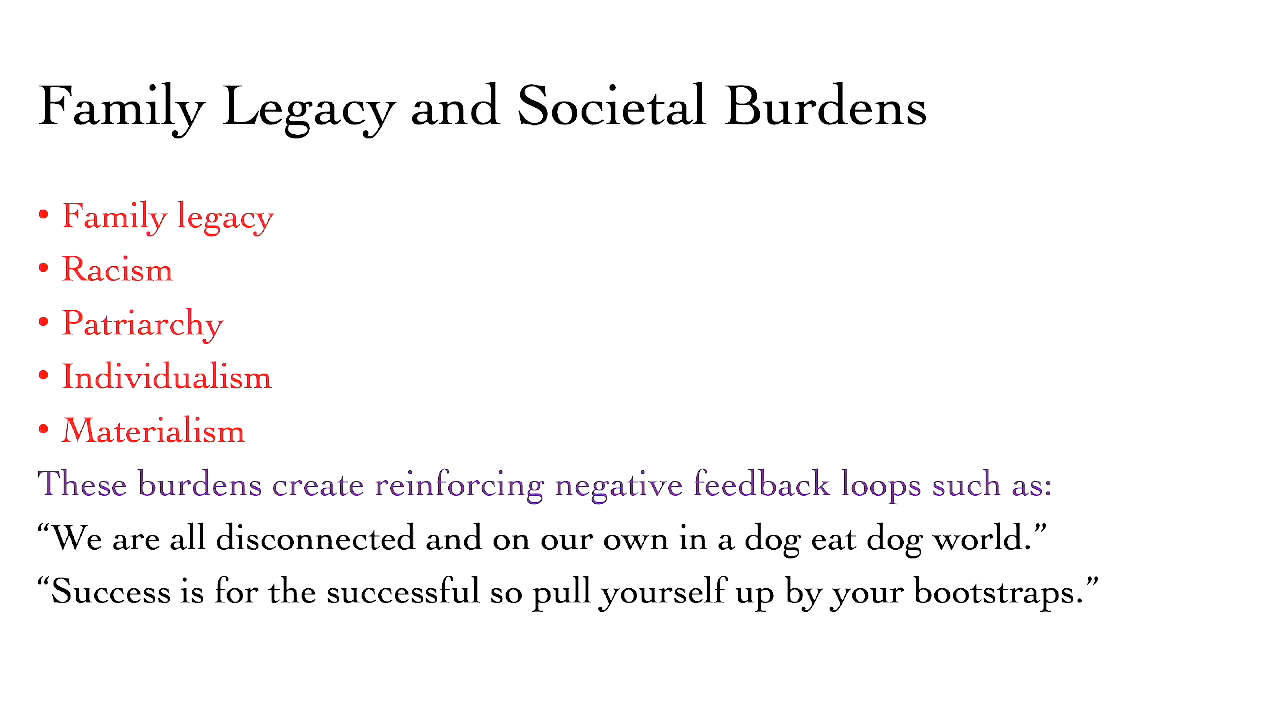 Family Legacy and Societal Burdens
• Family legacy
• Racism
• Patriarchy
• Individualism
• Materialism
These burdens create reinforcing negative feedback loops such as:
“We are all disconnected and on our own in a dog eat dog world.”
“Success is for the successful so pull yourself up by your bootstraps.”